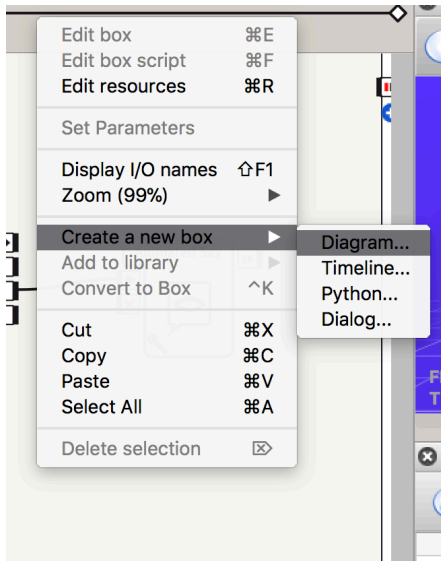 Edit box ⌘E
Edit box script ⌘F
Edit resources ⌘R
Set Parameters
Display I/O names ⇧F1
Zoom (99%) ▶
Create a new box ▶
Diagram...
Add to library ▶
Timeline...
Convert to Box ^K
Python...
Dialog...
Cut ⌘X
Copy ⌘C
Paste ⌘V
Select All ⌘A
Delete selection ⌦